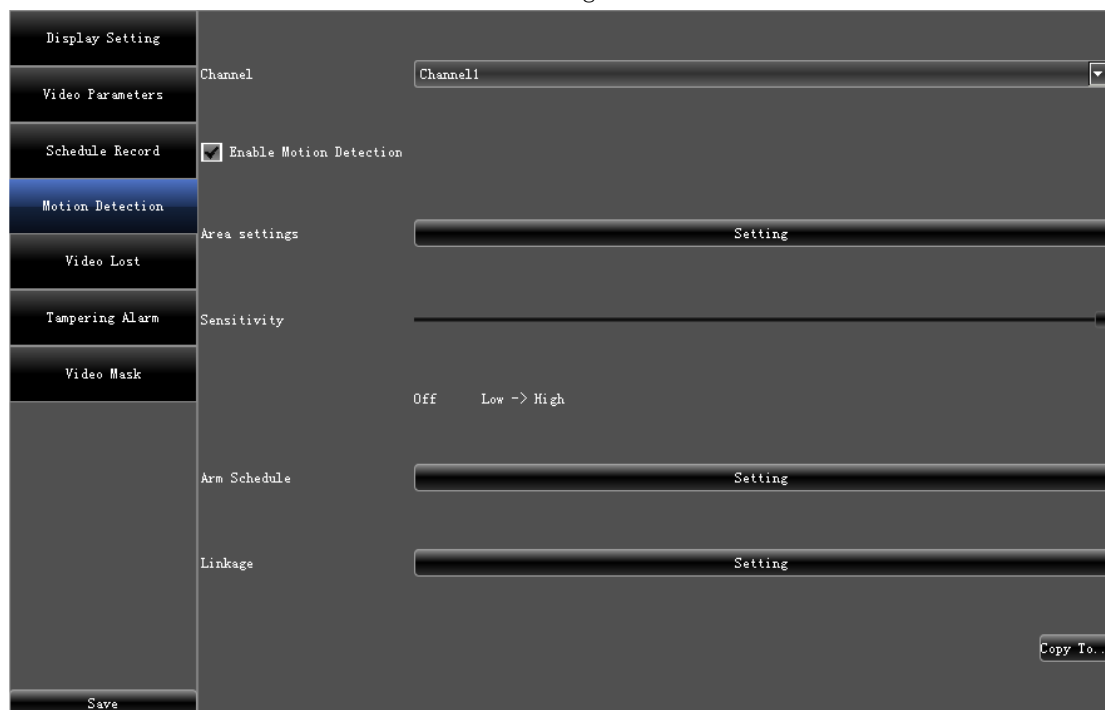 Display Setting
Channel
Channel1
Video Parameters
Schedule Record
Enable Motion Detection
Motion Detection
Area settings
Setting
Video Lost
Tampering Alarm
Sensitivity
Video Mask
Off Low -> High
Arm Schedule
Setting
Linkage
Setting
Copy To..
Save